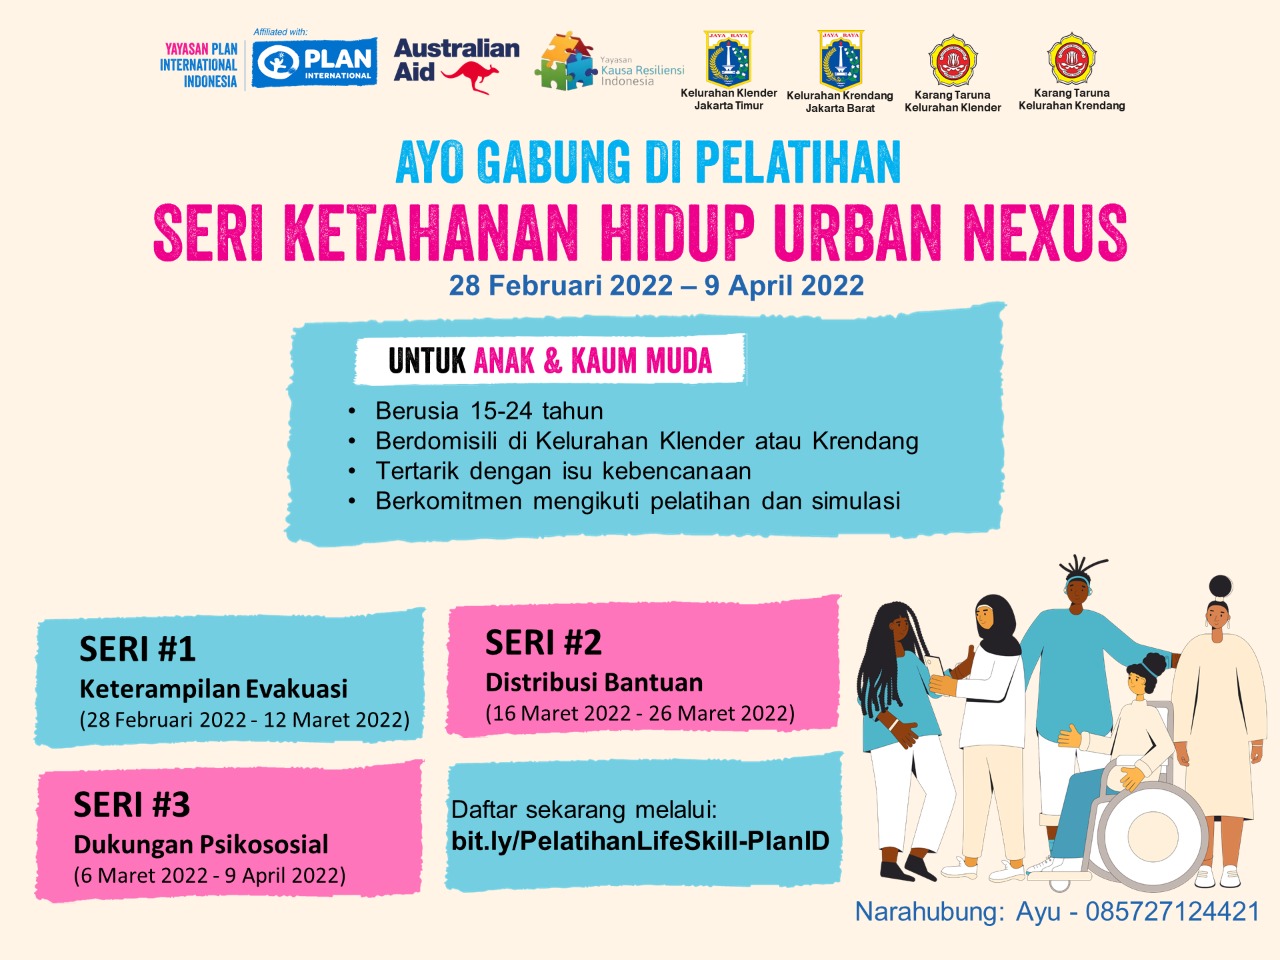 Affiliated with:
YAYASAN PLAN
INTERNATIONAL
INDONESIA
PLAN
INTERNATIONAL
Australian
Aid
Yayasan
Kausa Resiliensi
Indonesia
JAYA RAYA
Kelurahan Klender
Jakarta Timur
JAYA RAYA
Kelurahan Krendang
Jakarta Barat
Karang Taruna
Kelurahan Klender
Karang Taruna
Kelurahan Krendang
AYO GABUNG DI PELATIHAN
SERI KETAHANAN HIDUP URBAN NEXUS
28 Februari 2022 – 9 April 2022
UNTUK ANAK & KAUM MUDA
• Berusia 15-24 tahun
• Berdomisili di Kelurahan Klender atau Krendang
• Tertarik dengan isu kebencanaan
• Berkomitmen mengikuti pelatihan dan simulasi
SERI #1
Keterampilan Evakuasi
(28 Februari 2022 - 12 Maret 2022)
SERI #2
Distribusi Bantuan
(16 Maret 2022 - 26 Maret 2022)
SERI #3
Dukungan Psikososial
(6 Maret 2022 - 9 April 2022)
Daftar sekarang melalui:
bit.ly/PelatihanLifeSkill-PlanID
Narahubung: Ayu - 085727124421